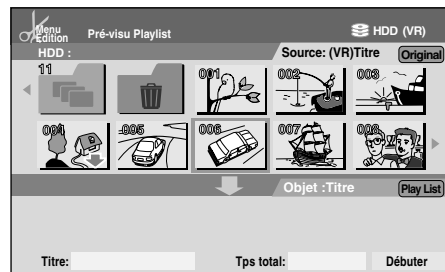 Menu
Édition
Pré-visu Playlist
HDD (VR)
HDD :
Source: (VR)Titre
Original
11
001
002
003
004
005
006
007
008
Objet :Titre
Play List
Titre:
Tps total:
Débuter